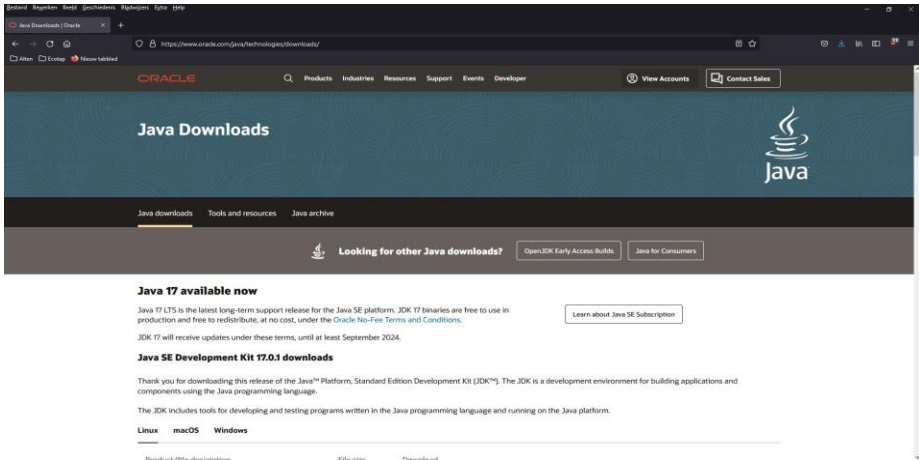 Bestand Bewerken Beeld Geschiedenis Bladwijzers Extra Help
Java Downloads | Oracle
https://www.oracle.com/java/technologies/downloads/
Alten Ecotap Nieuw tabblad
ORACLE Products Industries Resources Support Events Developer View Accounts Contact Sales
Java Downloads
Java
Java downloads Tools and resources Java archive
Looking for other Java downloads? OpenJDK Early Access Builds Java for Consumers
Java 17 available now
Java 17 LTS is the latest long-term support release for the Java SE platform. JDK 17 binaries are free to use in
production and free to redistribute, at no cost, under the Oracle No-Fee Terms and Conditions.
Learn about Java SE Subscription
JDK 17 will receive updates under these terms, until at least September 2024.
Java SE Development Kit 17.0.1 downloads
Thank you for downloading this release of the Java™ Platform, Standard Edition Development Kit (JDK™). The JDK is a development environment for building applications and
components using the Java programming language.
The JDK includes tools for developing and testing programs written in the Java programming language and running on the Java platform.
Linux macOS Windows
Product/file description File size Download